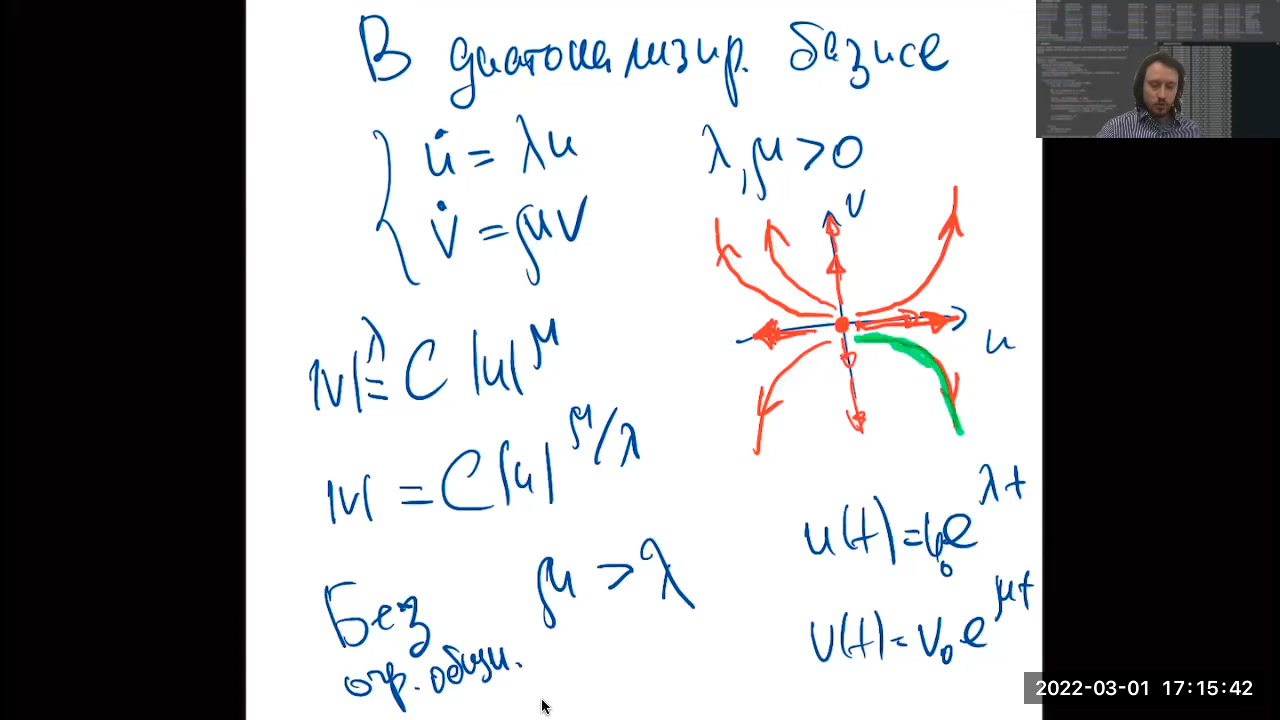 В диагонализир. базисе
u̇ = λu
λ, μ > 0
v̇ = μv
v
u
|v|^λ = C |u|^μ
|v| = C|u|^{μ/λ}
u(t) = u₀e^{λt}
Без огр. общн. μ > λ
v(t) = v₀e^{μt}
2022-03-01 17:15:42